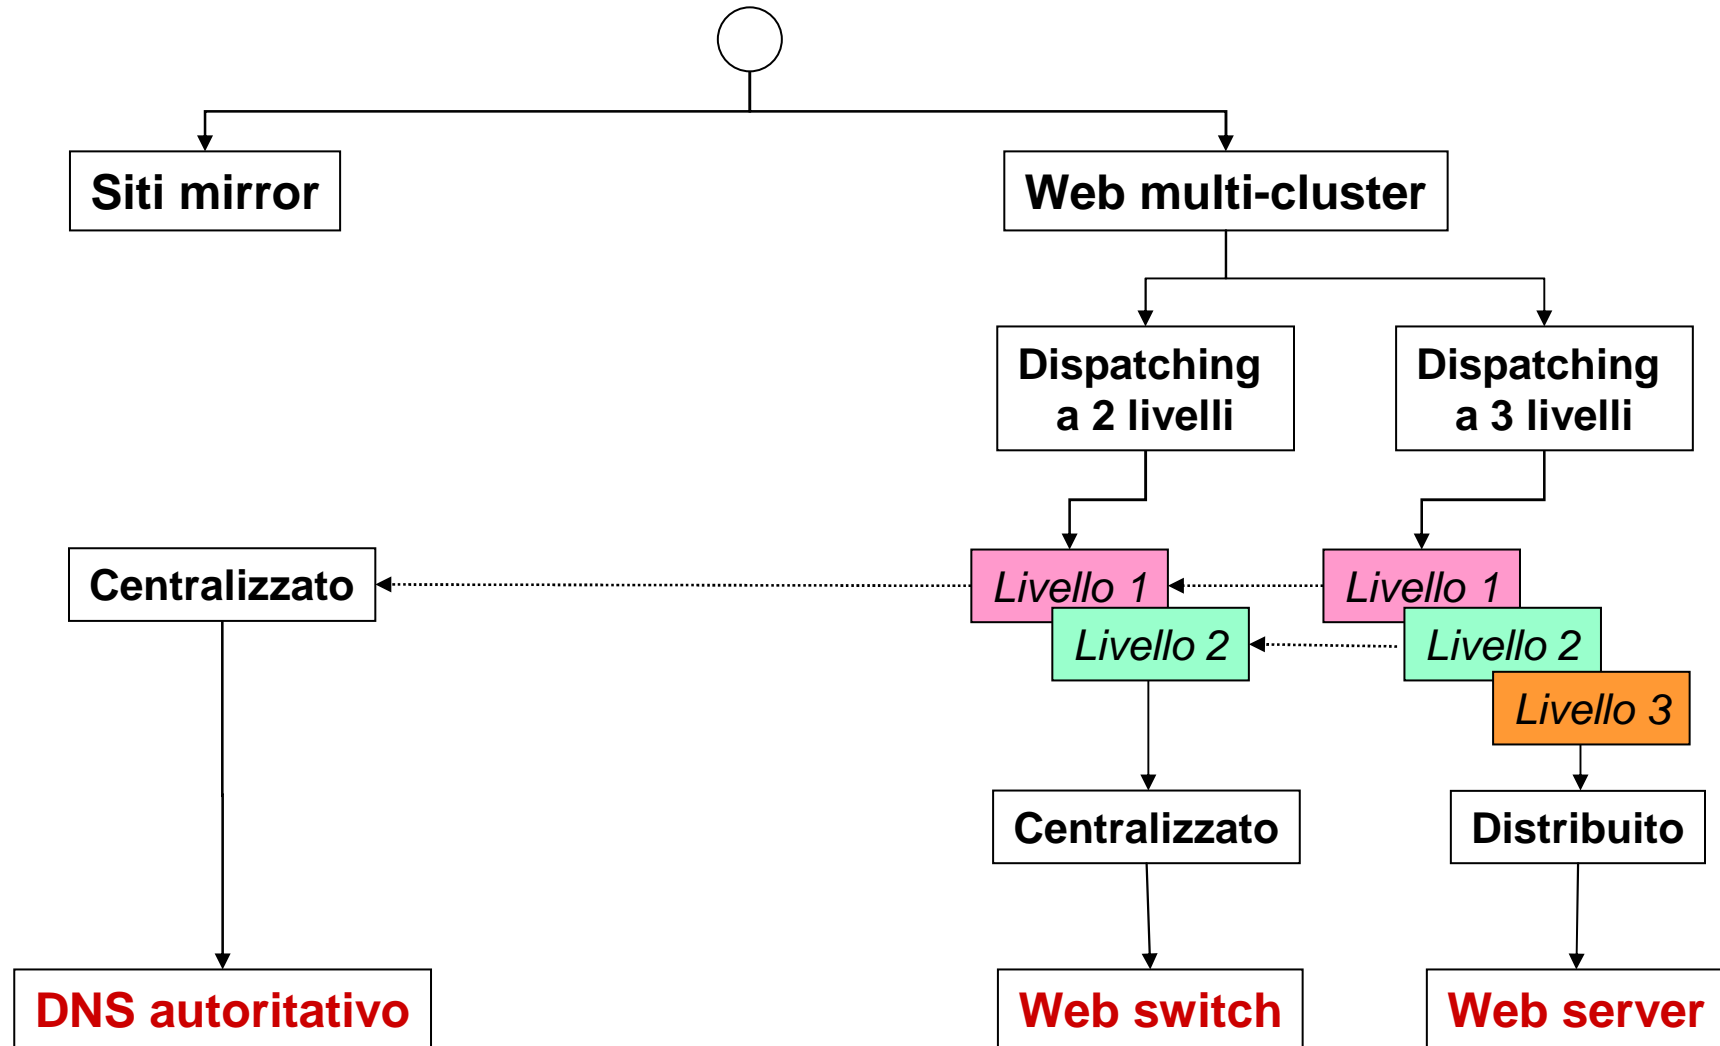 Siti mirror
Web multi-cluster
Dispatching
a 2 livelli
Dispatching
a 3 livelli
Centralizzato
Livello 1
Livello 1
Livello 2
Livello 2
Livello 3
Centralizzato
Distribuito
DNS autoritativo
Web switch
Web server